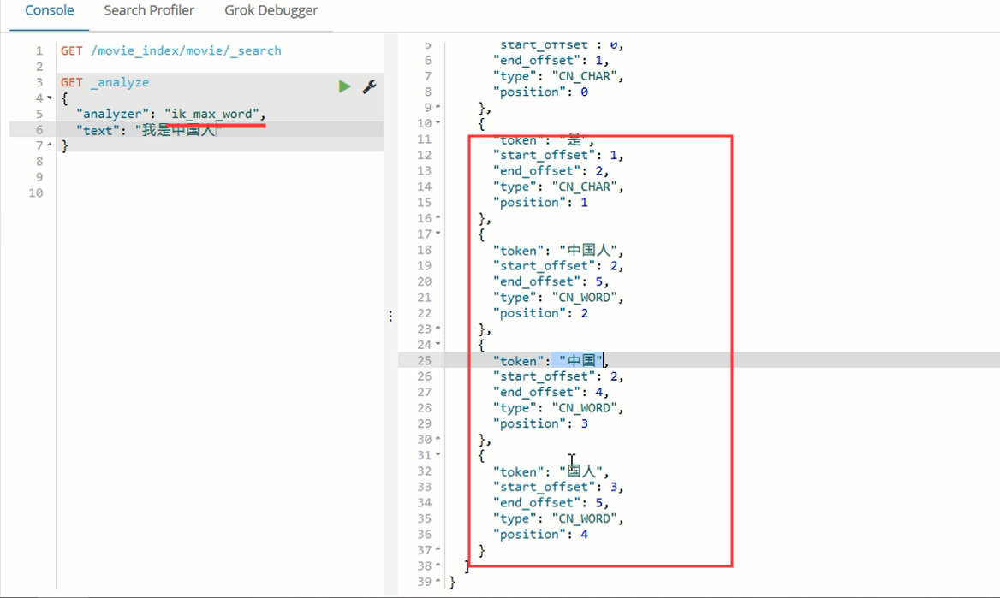 Console Search Profiler Grok Debugger
1 GET /movie_index/movie/_search
2
3 GET _analyze
4 {
5 "analyzer": "ik_max_word",
6 "text": "我是中国人"
7 }
8
9
10
5 "start_offset": 0,
6 "end_offset": 1,
7 "type": "CN_CHAR",
8 "position": 0
9 },
10 {
11 "token": "是",
12 "start_offset": 1,
13 "end_offset": 2,
14 "type": "CN_CHAR",
15 "position": 1
16 },
17 {
18 "token": "中国人",
19 "start_offset": 2,
20 "end_offset": 5,
21 "type": "CN_WORD",
22 "position": 2
23 },
24 {
25 "token": "中国",
26 "start_offset": 2,
27 "end_offset": 4,
28 "type": "CN_WORD",
29 "position": 3
30 },
31 {
32 "token": "国人",
33 "start_offset": 3,
34 "end_offset": 5,
35 "type": "CN_WORD",
36 "position": 4
37 }
38 ]
39 }